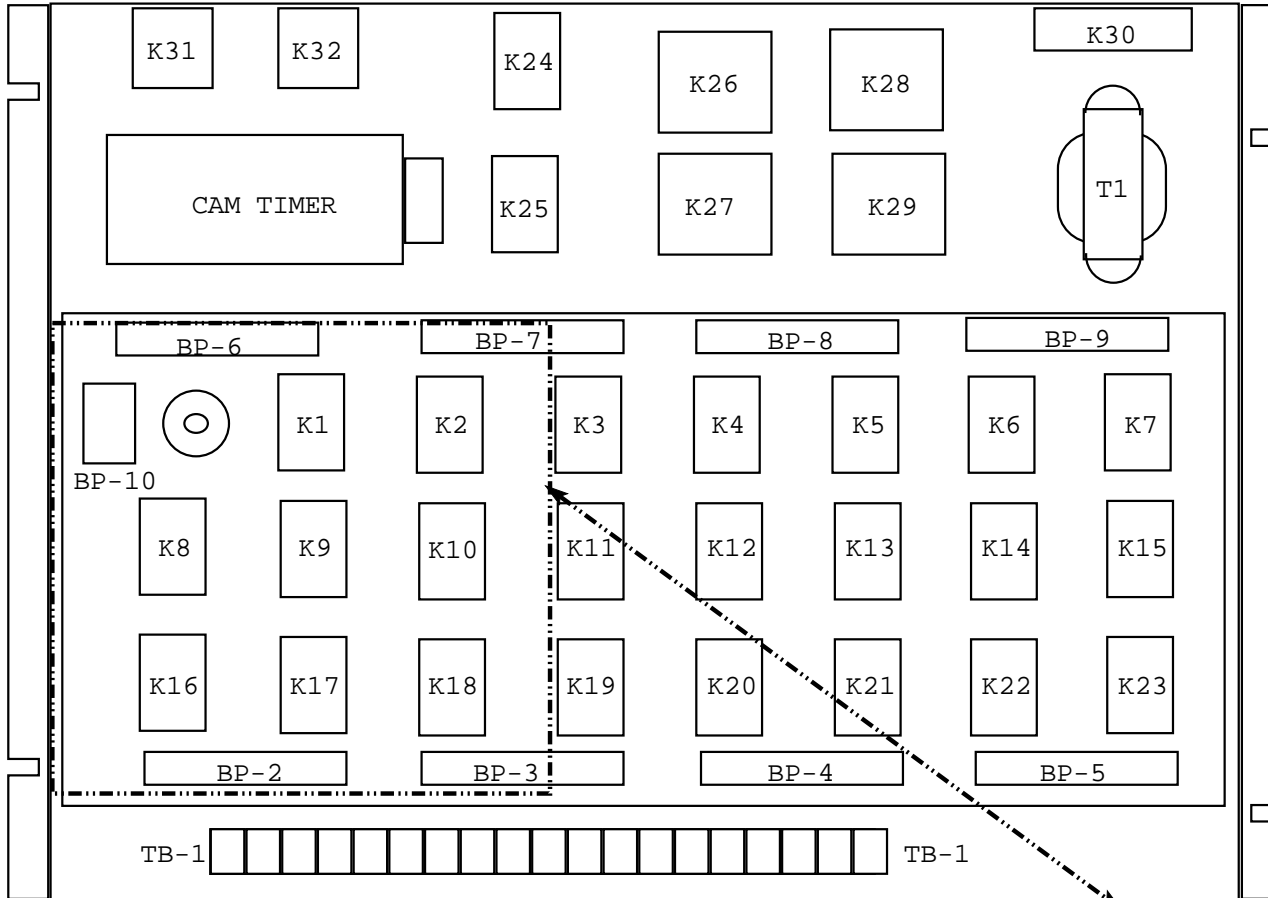 K31 K32 K24 K26 K28 K30
CAM TIMER K25 K27 K29 T1
BP-6 BP-7 BP-8 BP-9
K1 K2 K3 K4 K5 K6 K7
BP-10
K8 K9 K10 K11 K12 K13 K14 K15
K16 K17 K18 K19 K20 K21 K22 K23
BP-2 BP-3 BP-4 BP-5
TB-1 TB-1